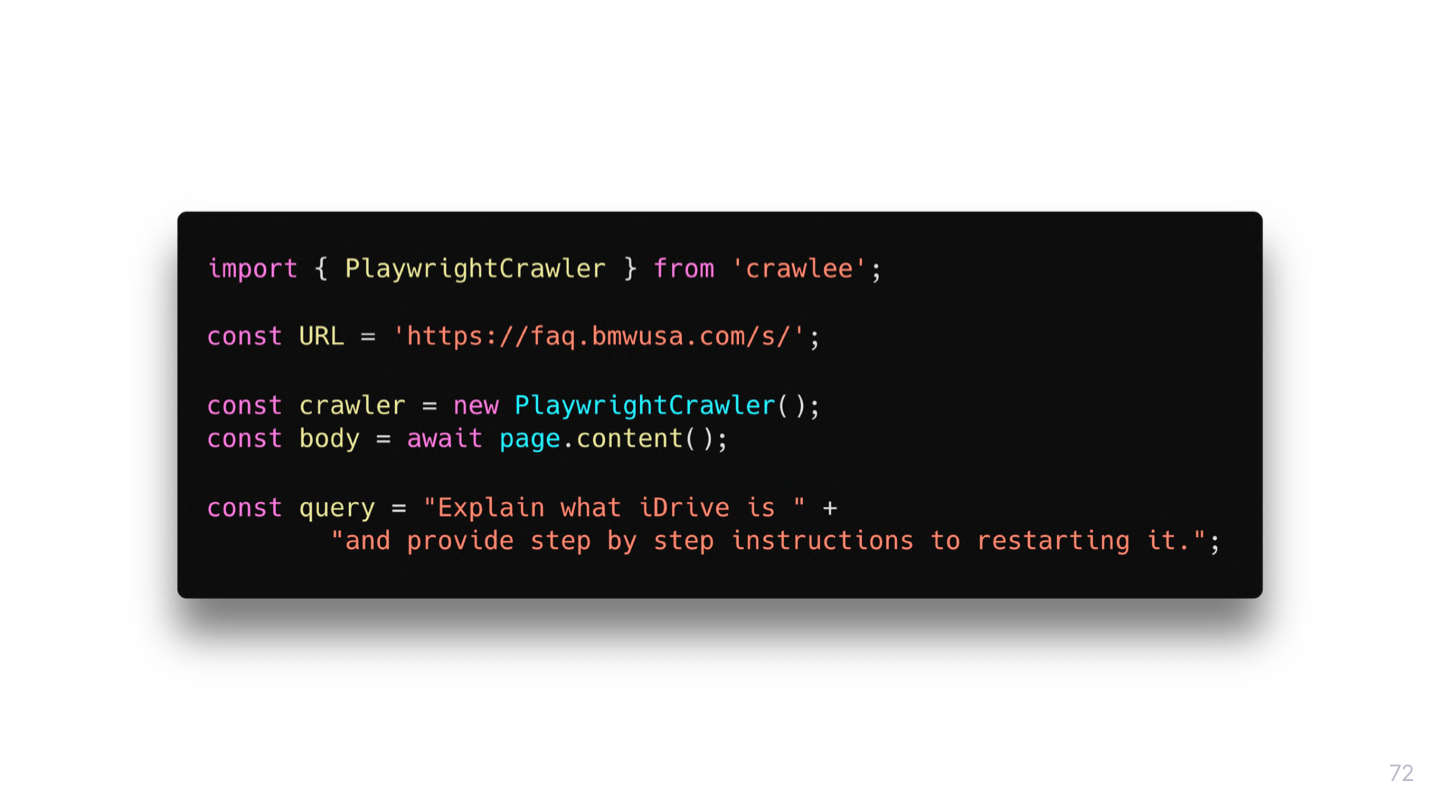 import { PlaywrightCrawler } from 'crawlee';
const URL = 'https://faq.bmwusa.com/s/';
const crawler = new PlaywrightCrawler();
const body = await page.content();
const query = "Explain what iDrive is " +
"and provide step by step instructions to restarting it.";
72